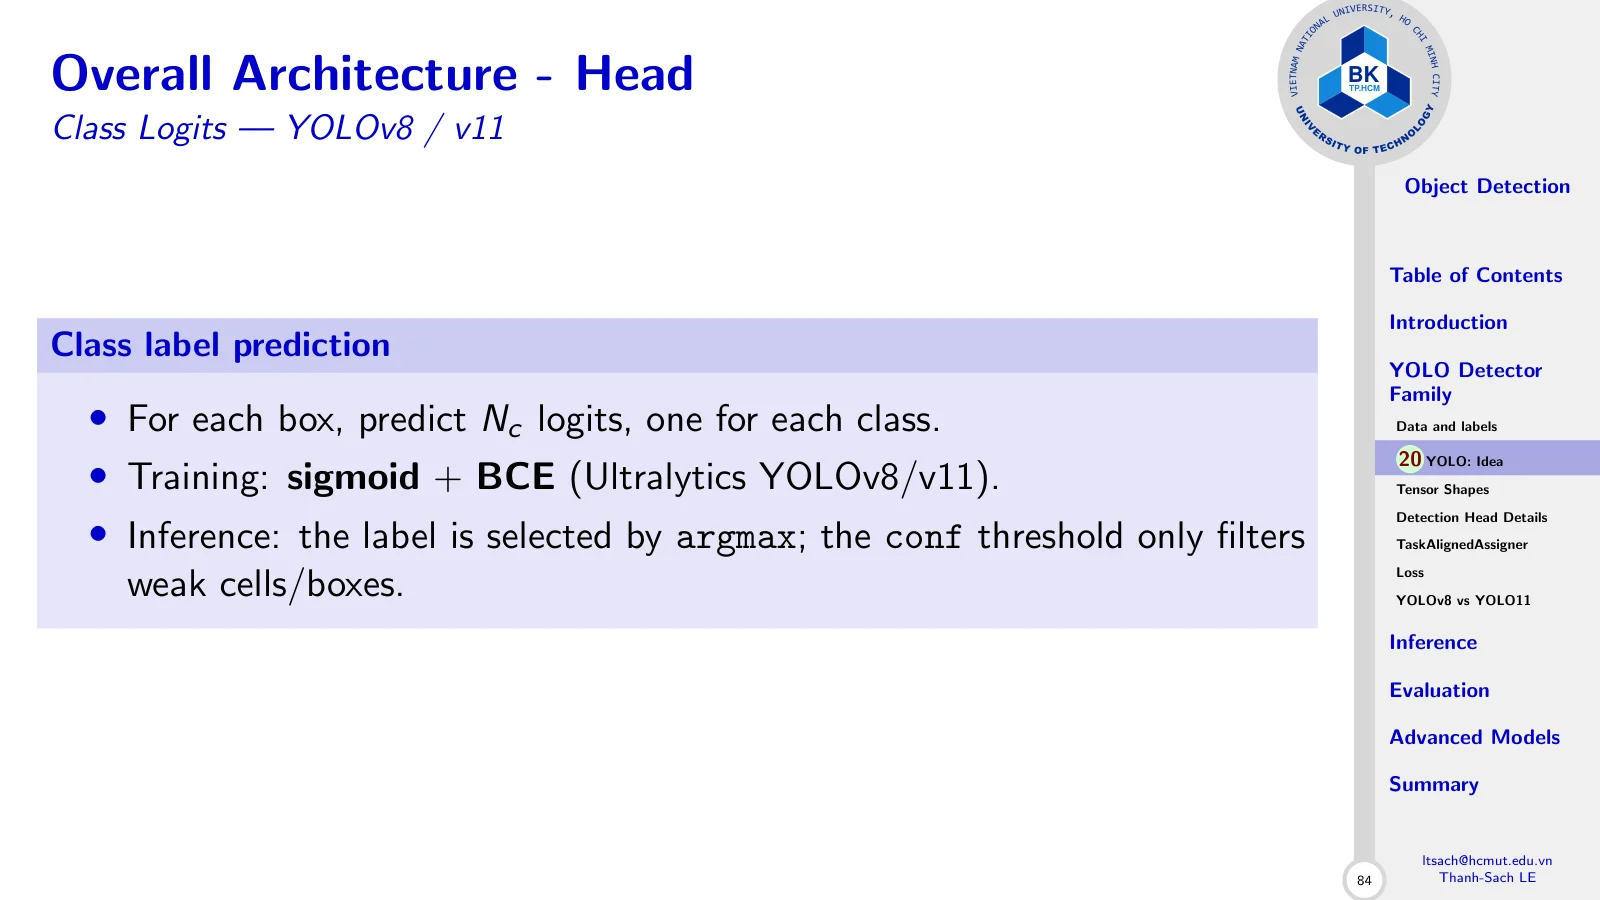 Overall Architecture - Head
Class Logits — YOLOv8 / v11
Class label prediction
• For each box, predict N_c logits, one for each class.
• Training: sigmoid + BCE (Ultralytics YOLOv8/v11).
• Inference: the label is selected by argmax; the conf threshold only filters
weak cells/boxes.
VIETNAM NATIONAL UNIVERSITY, HO CHI MINH CITY
UNIVERSITY OF TECHNOLOGY
BK
TP.HCM
Object Detection
Table of Contents
Introduction
YOLO Detector
Family
Data and labels
20 YOLO: Idea
Tensor Shapes
Detection Head Details
TaskAlignedAssigner
Loss
YOLOv8 vs YOLO11
Inference
Evaluation
Advanced Models
Summary
ltsach@hcmut.edu.vn
Thanh-Sach LE
84